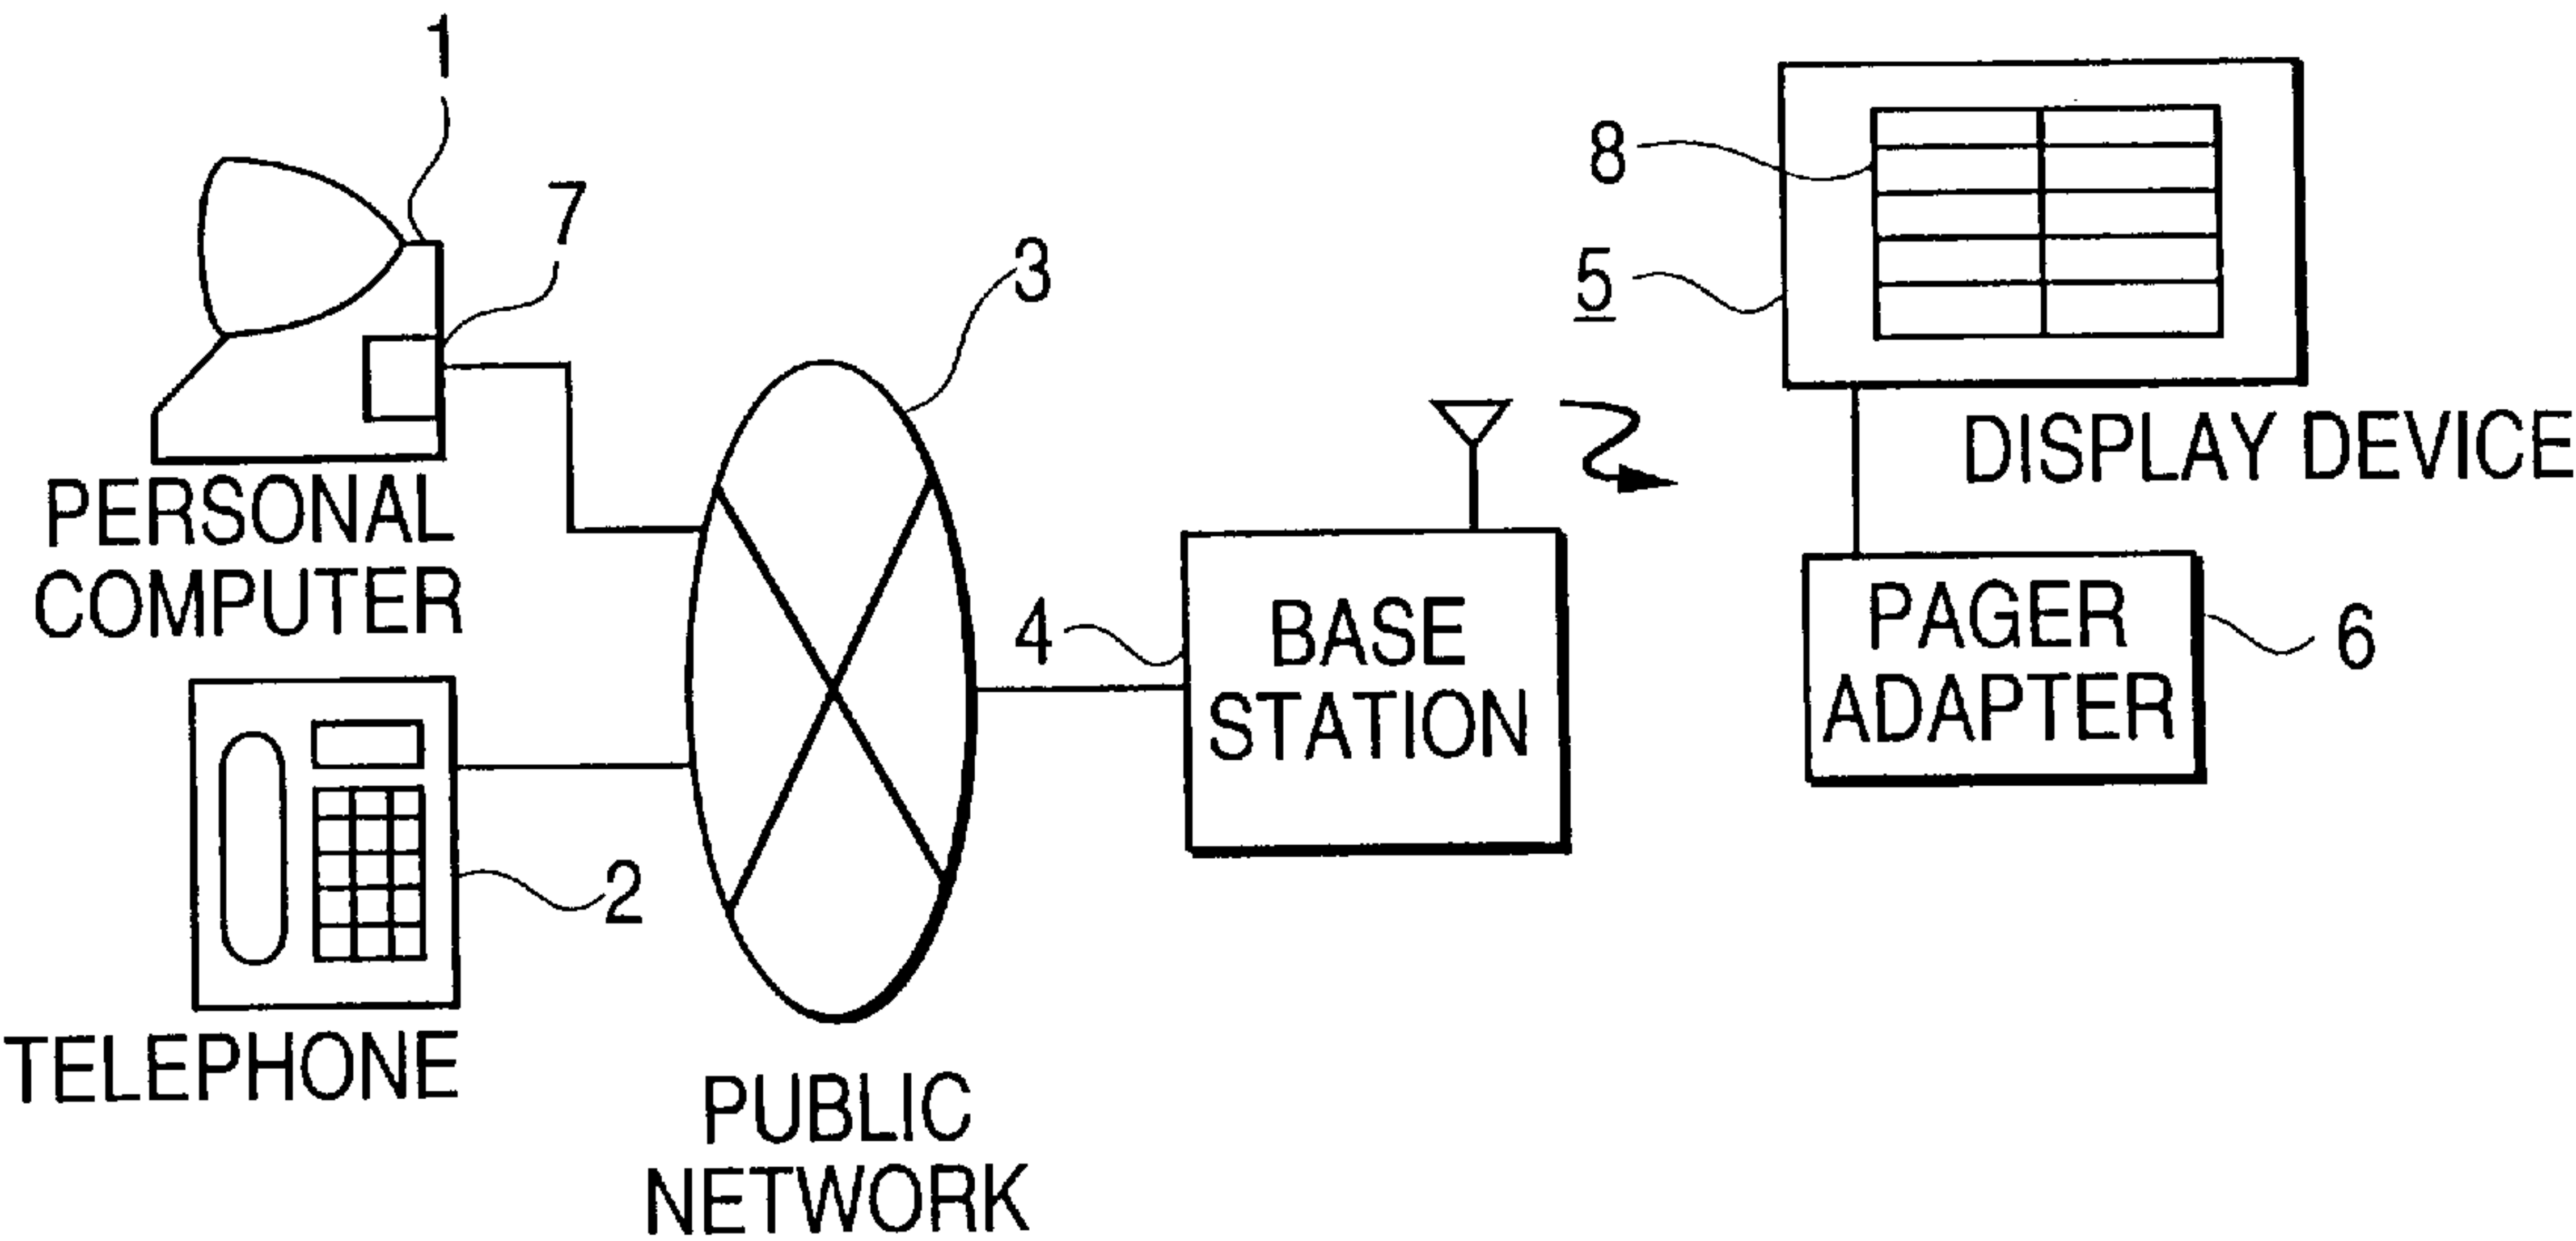 1
7
3
8
5
PERSONAL
COMPUTER
DISPLAY DEVICE
4
BASE
STATION
PAGER
ADAPTER
6
2
TELEPHONE
PUBLIC
NETWORK